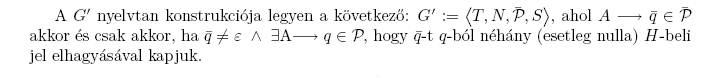 A G′ nyelvtan konstrukciója legyen a következő: G′ := ⟨T, N, P̄, S⟩, ahol A ⟶ q̄ ∈ P̄
akkor és csak akkor, ha q̄ ≠ ε ∧ ∃A⟶ q ∈ P, hogy q̄-t q-ból néhány (esetleg nulla) H-beli
jel elhagyásával kapjuk.